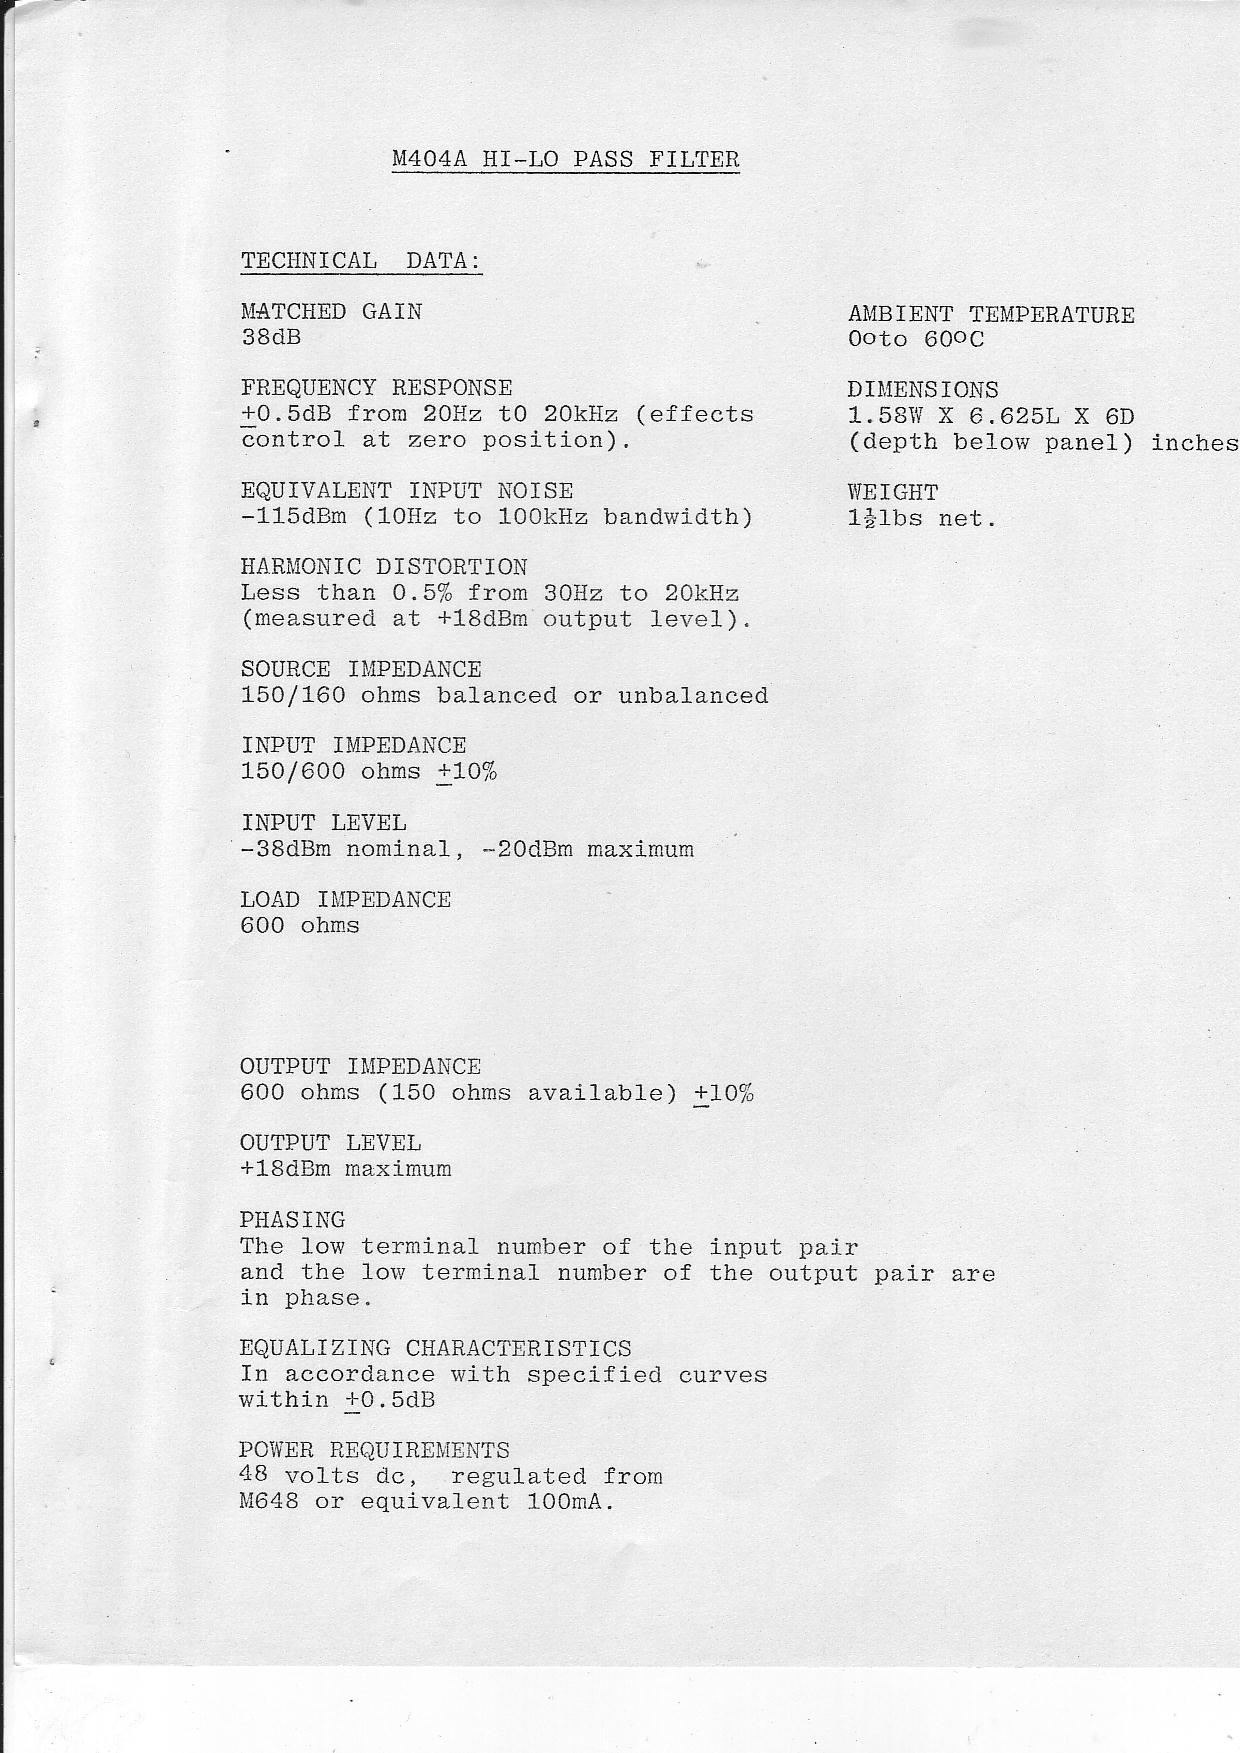 M404A HI-LO PASS FILTER
TECHNICAL DATA:
MATCHED GAIN
38dB
FREQUENCY RESPONSE
±0.5dB from 20Hz t0 20kHz (effects
control at zero position).
EQUIVALENT INPUT NOISE
-115dBm (10Hz to 100kHz bandwidth)
HARMONIC DISTORTION
Less than 0.5% from 30Hz to 20kHz
(measured at +18dBm output level).
SOURCE IMPEDANCE
150/160 ohms balanced or unbalanced
INPUT IMPEDANCE
150/600 ohms ±10%
INPUT LEVEL
-38dBm nominal, -20dBm maximum
LOAD IMPEDANCE
600 ohms
OUTPUT IMPEDANCE
600 ohms (150 ohms available) ±10%
OUTPUT LEVEL
+18dBm maximum
PHASING
The low terminal number of the input pair
and the low terminal number of the output pair are
in phase.
EQUALIZING CHARACTERISTICS
In accordance with specified curves
within ±0.5dB
POWER REQUIREMENTS
48 volts dc, regulated from
M648 or equivalent 100mA.
AMBIENT TEMPERATURE
0oto 60oC
DIMENSIONS
1.58W X 6.625L X 6D
(depth below panel) inches
WEIGHT
1½lbs net.